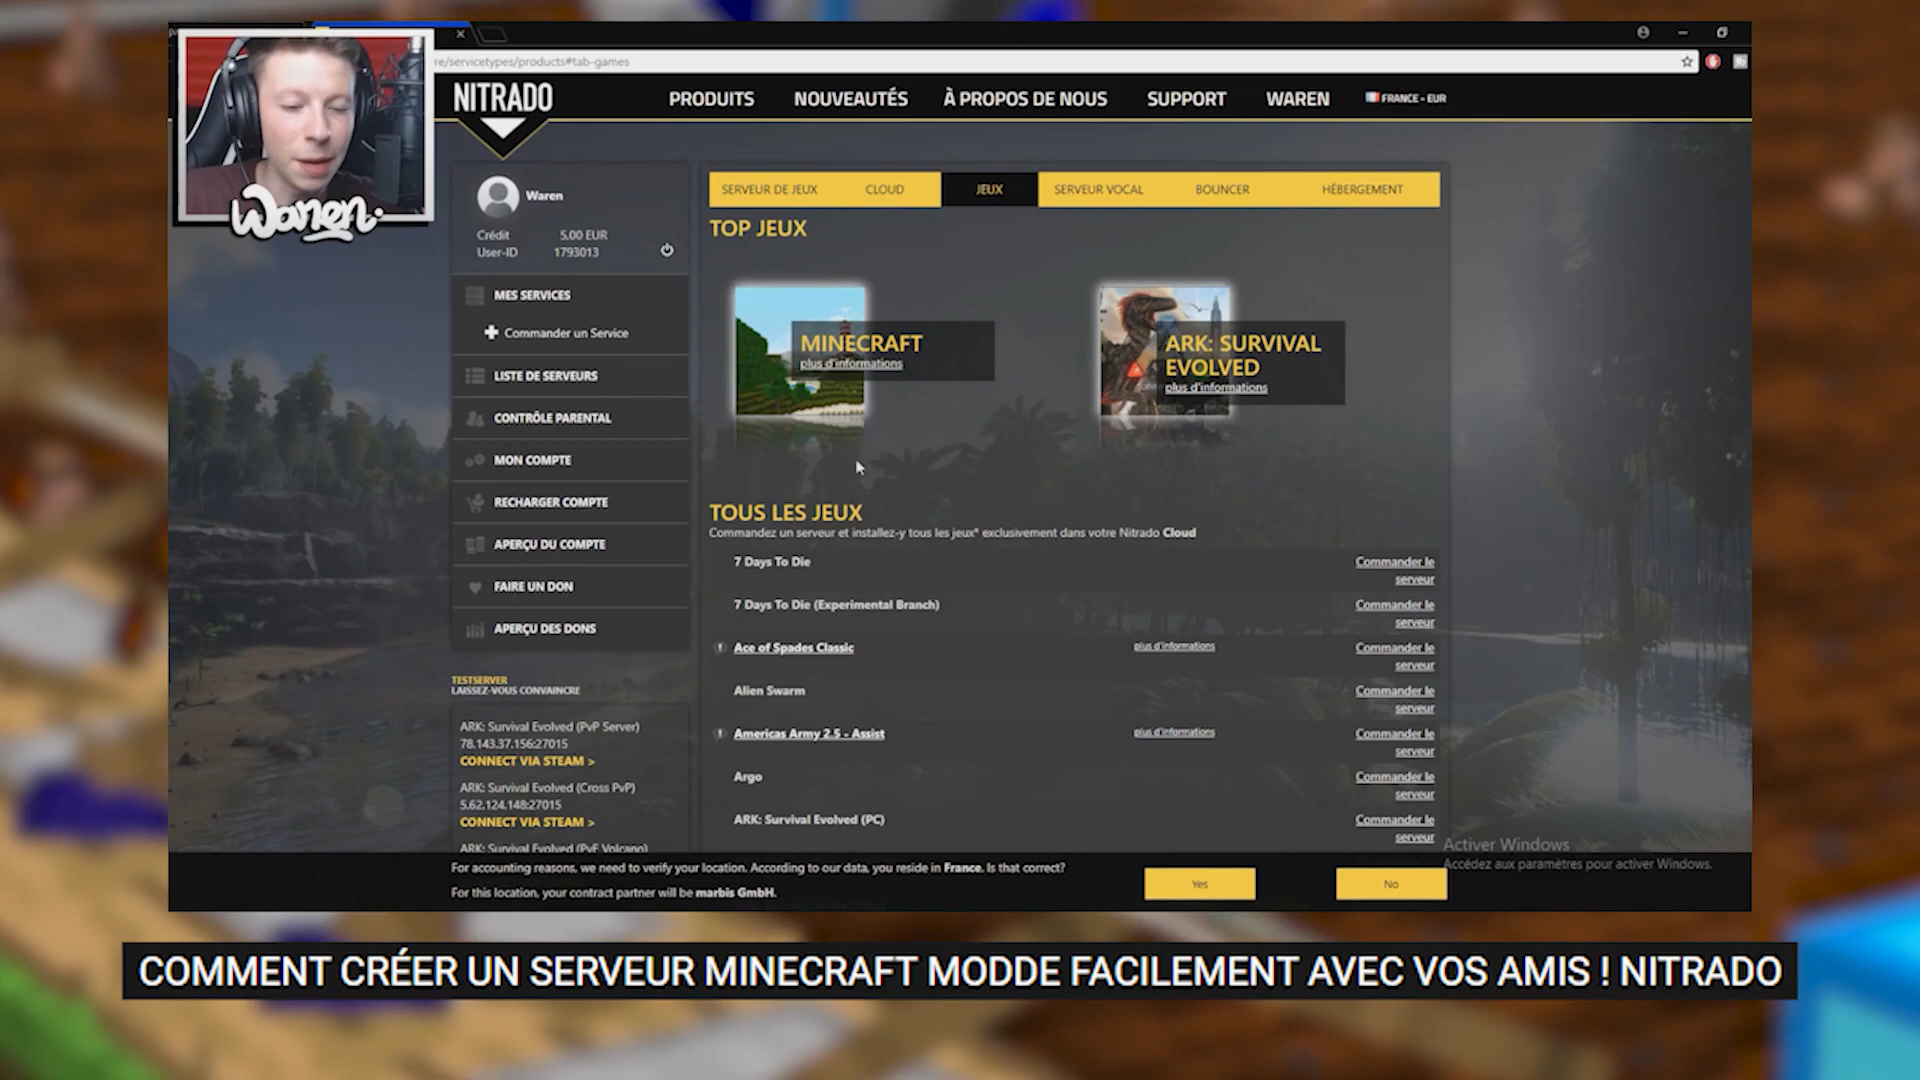 re/servicetypes/products#tab-games
NITRADO
PRODUITS
NOUVEAUTÉS
À PROPOS DE NOUS
SUPPORT
WAREN
FRANCE - EUR
Waren.
Waren
Crédit 5.00 EUR
User-ID 1793013
MES SERVICES
Commander un Service
LISTE DE SERVEURS
CONTRÔLE PARENTAL
MON COMPTE
RECHARGER COMPTE
APERÇU DU COMPTE
FAIRE UN DON
APERÇU DES DONS
TESTSERVER
LAISSEZ-VOUS CONVAINCRE
ARK: Survival Evolved (PvP Server)
78.143.37.156:27015
CONNECT VIA STEAM >
ARK: Survival Evolved (Cross PvP)
5.62.124.148:27015
CONNECT VIA STEAM >
ARK: Survival Evolved (PvE Volcano)
SERVEUR DE JEUX
CLOUD
JEUX
SERVEUR VOCAL
BOUNCER
HÉBERGEMENT
TOP JEUX
MINECRAFT
plus d'informations
ARK: SURVIVAL
EVOLVED
plus d'informations
TOUS LES JEUX
Commandez un serveur et installez-y tous les jeux* exclusivement dans votre Nitrado Cloud
7 Days To Die
Commander le
serveur
7 Days To Die (Experimental Branch)
Commander le
serveur
Ace of Spades Classic
plus d'informations
Commander le
serveur
Alien Swarm
Commander le
serveur
Americas Army 2.5 - Assist
plus d'informations
Commander le
serveur
Argo
Commander le
serveur
ARK: Survival Evolved (PC)
Commander le
serveur
Activer Windows
Accédez aux paramètres pour activer Windows.
For accounting reasons, we need to verify your location. According to our data, you reside in France. Is that correct?
For this location, your contract partner will be marbis GmbH.
Yes
No
COMMENT CRÉER UN SERVEUR MINECRAFT MODDE FACILEMENT AVEC VOS AMIS ! NITRADO